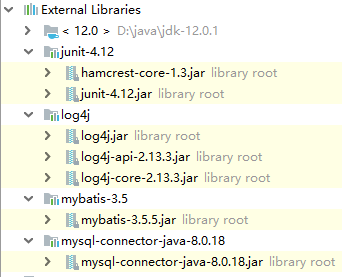 External Libraries
< 12.0 > D:\java\jdk-12.0.1
junit-4.12
hamcrest-core-1.3.jar library root
junit-4.12.jar library root
log4j
log4j.jar library root
log4j-api-2.13.3.jar library root
log4j-core-2.13.3.jar library root
mybatis-3.5
mybatis-3.5.5.jar library root
mysql-connector-java-8.0.18
mysql-connector-java-8.0.18.jar library root